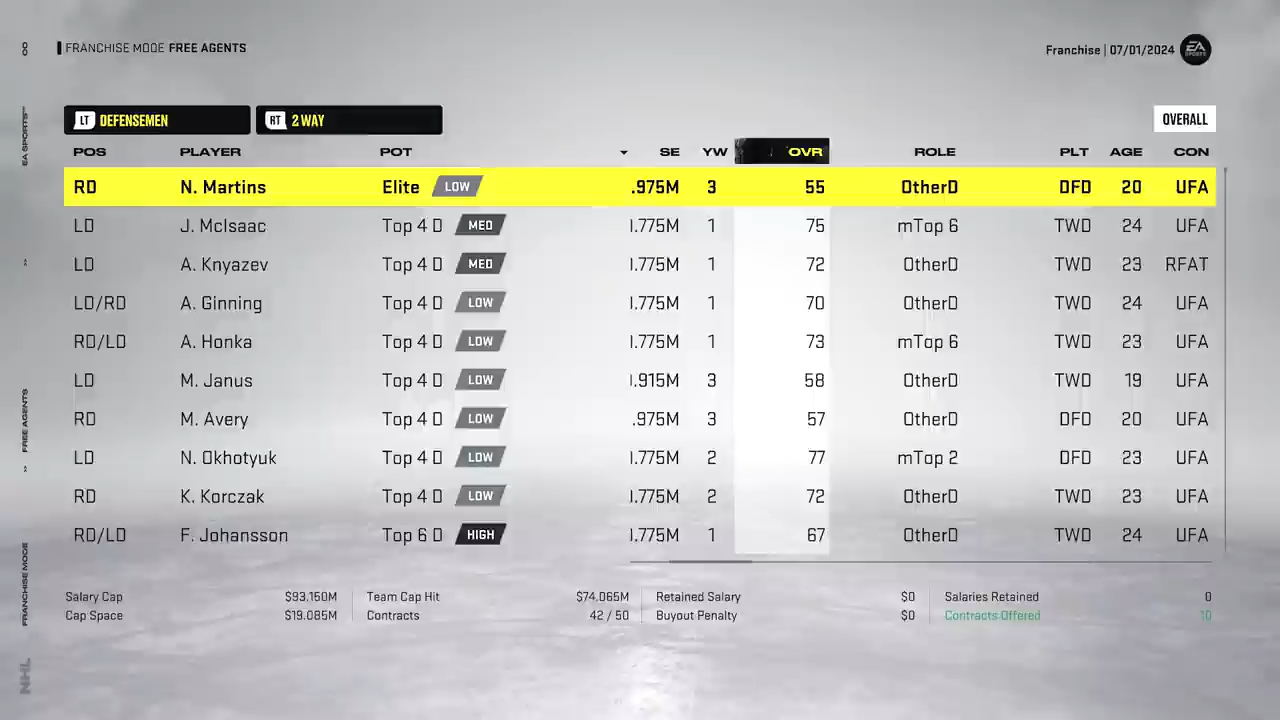 FRANCHISE MODE FREE AGENTS
Franchise | 07/01/2024 EA SPORTS
LT DEFENSEMEN RT 2 WAY OVERALL
POS PLAYER POT SE YW OVR ROLE PLT AGE CON
RD N. Martins Elite LOW .975M 3 55 OtherD DFD 20 UFA
LD J. McIsaac Top 4 D MED .775M 1 75 mTop 6 TWD 24 UFA
LD A. Knyazev Top 4 D MED .775M 1 72 OtherD TWD 23 RFAT
LD/RD A. Ginning Top 4 D LOW .775M 1 70 OtherD TWD 24 UFA
RD/LD A. Honka Top 4 D LOW .775M 1 73 mTop 6 TWD 23 UFA
LD M. Janus Top 4 D LOW .915M 3 58 OtherD TWD 19 UFA
RD M. Avery Top 4 D LOW .975M 3 57 OtherD DFD 20 UFA
LD N. Okhotyuk Top 4 D LOW .775M 2 77 mTop 2 DFD 23 UFA
RD K. Korczak Top 4 D LOW .775M 2 72 OtherD TWD 23 UFA
RD/LD F. Johansson Top 6 D HIGH .775M 1 67 OtherD TWD 24 UFA
Salary Cap $93.150M Team Cap Hit $74.065M Retained Salary $0 Salaries Retained 0
Cap Space $19.085M Contracts 42 / 50 Buyout Penalty $0 Contracts Offered 10
NHL FRANCHISE MODE >> FREE AGENTS >> EA SPORTS™